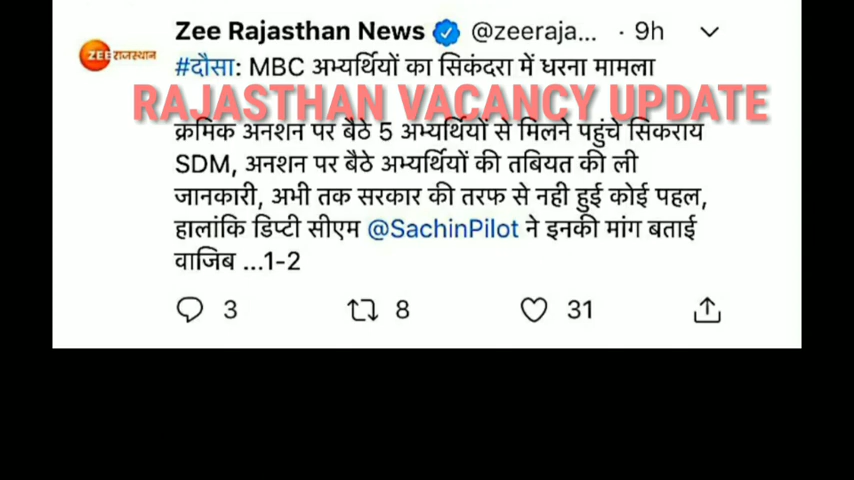 Zee Rajasthan News @zeeraja... · 9h
ZEE राजस्थान
#दौसा: MBC अभ्यर्थियों का सिकंदरा में धरना मामला
RAJASTHAN VACANCY UPDATE
क्रमिक अनशन पर बैठे 5 अभ्यर्थियों से मिलने पहुंचे सिकराय
SDM, अनशन पर बैठे अभ्यर्थियों की तबियत की ली
जानकारी, अभी तक सरकार की तरफ से नही हुई कोई पहल,
हालांकि डिप्टी सीएम @SachinPilot ने इनकी मांग बताई
वाजिब ...1-2
3 8 31